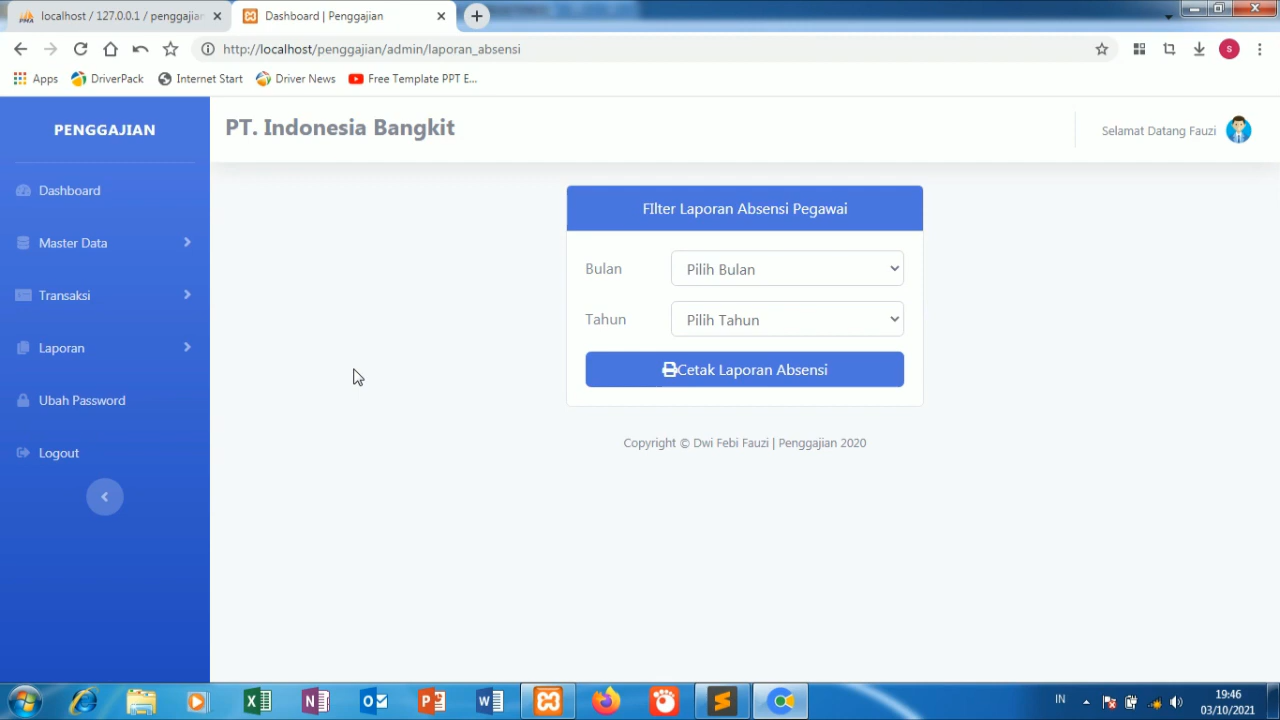 localhost / 127.0.0.1 / penggajian
Dashboard | Penggajian
http://localhost/penggajian/admin/laporan_absensi
S
Apps
DriverPack
Internet Start
Driver News
Free Template PPT E...
PENGGAJIAN
PT. Indonesia Bangkit
Selamat Datang Fauzi
Dashboard
Master Data
Transaksi
Laporan
Ubah Password
Logout
FIlter Laporan Absensi Pegawai
Bulan
Pilih Bulan
Tahun
Pilih Tahun
Cetak Laporan Absensi
Copyright © Dwi Febi Fauzi | Penggajian 2020
IN
19:46
03/10/2021